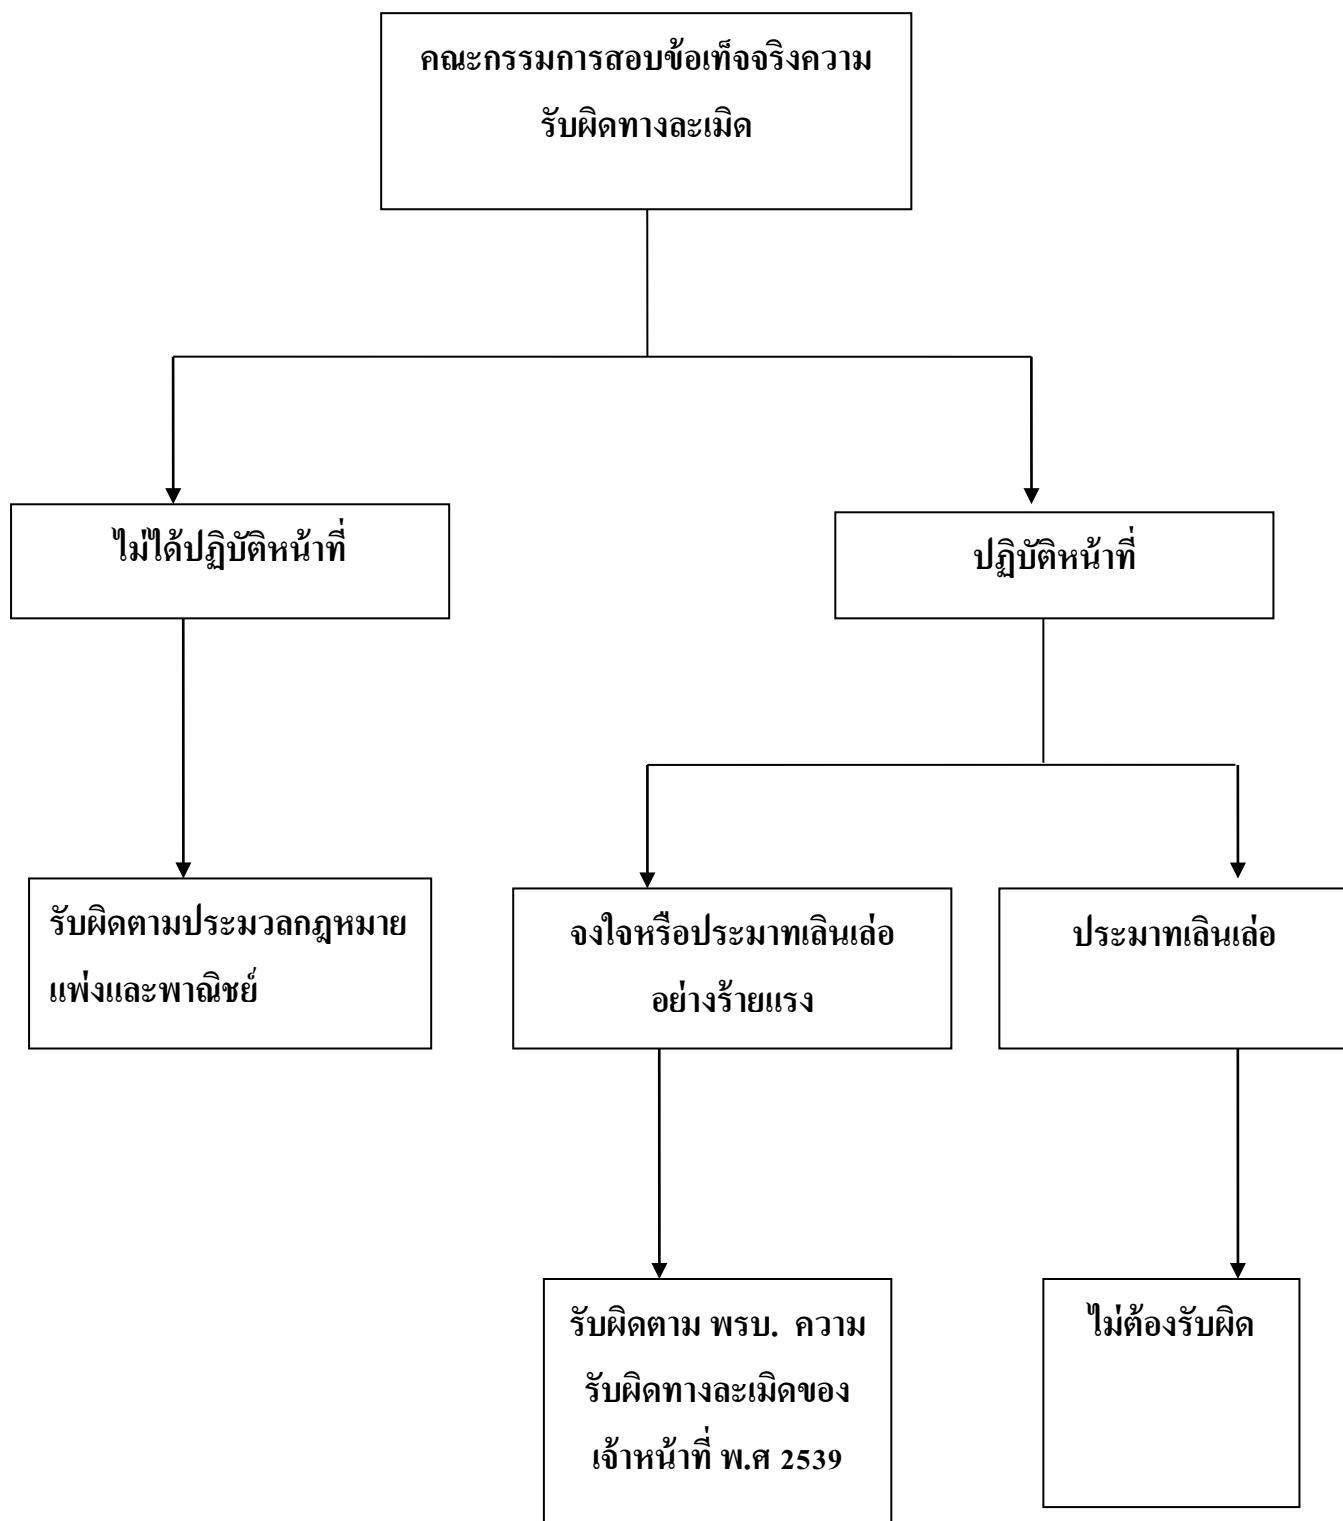 คณะกรรมการสอบข้อเท็จจริงความ
รับผิดทางละเมิด
ไม่ได้ปฏิบัติหน้าที่
ปฏิบัติหน้าที่
รับผิดตามประมวลกฎหมาย
แพ่งและพาณิชย์
จงใจหรือประมาทเลินเล่อ
อย่างร้ายแรง
ประมาทเลินเล่อ
รับผิดตาม พรบ. ความ
รับผิดทางละเมิดของ
เจ้าหน้าที่ พ.ศ 2539
ไม่ต้องรับผิด